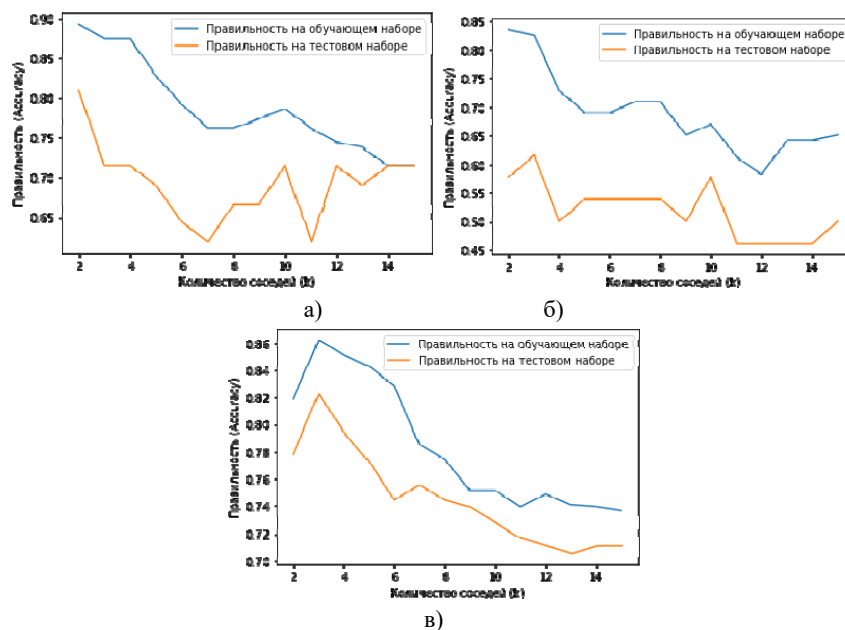 Правильность на обучающем наборе
Правильность на тестовом наборе
Правильность (Accuracy)
0.90
0.85
0.80
0.75
0.70
0.65
2 4 6 8 10 12 14
Количество соседей (k)
а)
Правильность на обучающем наборе
Правильность на тестовом наборе
Правильность (Accuracy)
0.85
0.80
0.75
0.70
0.65
0.60
0.55
0.50
0.45
2 4 6 8 10 12 14
Количество соседей (k)
б)
Правильность на обучающем наборе
Правильность на тестовом наборе
Правильность (Accuracy)
0.86
0.84
0.82
0.80
0.78
0.76
0.74
0.72
0.70
2 4 6 8 10 12 14
Количество соседей (k)
в)